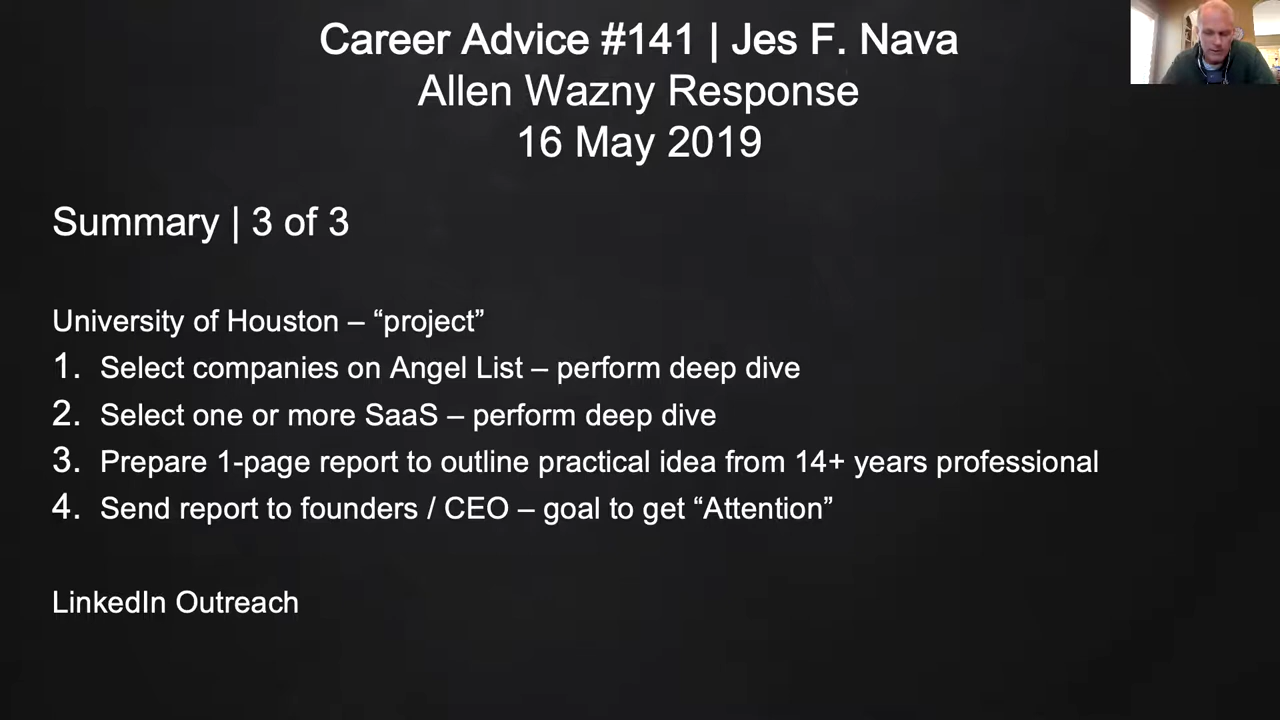 Career Advice #141 | Jes F. Nava
Allen Wazny Response
16 May 2019
Summary | 3 of 3
University of Houston – “project”
1. Select companies on Angel List – perform deep dive
2. Select one or more SaaS – perform deep dive
3. Prepare 1-page report to outline practical idea from 14+ years professional
4. Send report to founders / CEO – goal to get “Attention”
LinkedIn Outreach